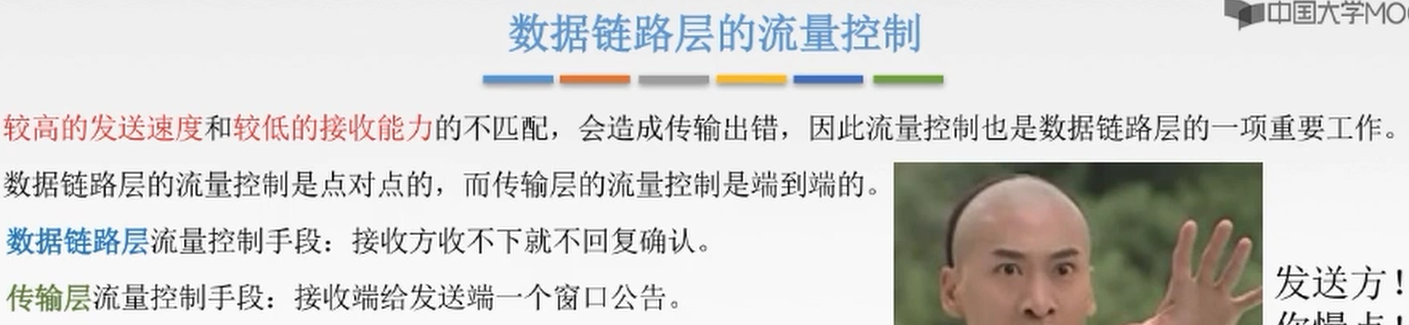 中国大学MOO
数据链路层的流量控制
较高的发送速度和较低的接收能力的不匹配，会造成传输出错，因此流量控制也是数据链路层的一项重要工作。
数据链路层的流量控制是点对点的，而传输层的流量控制是端到端的。
数据链路层流量控制手段：接收方收不下就不回复确认。
传输层流量控制手段：接收端给发送端一个窗口公告。
发送方！
你慢点！